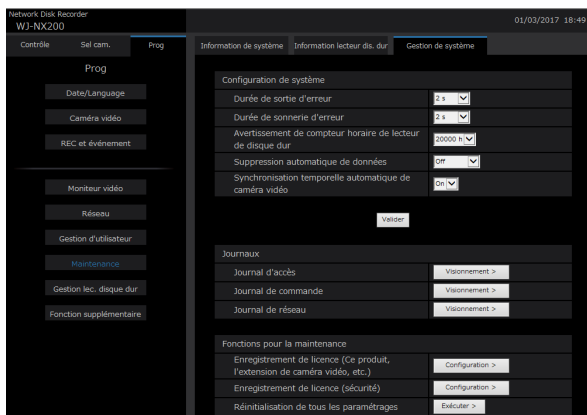 Network Disk Recorder
WJ-NX200
01/03/2017 18:49
Contrôle
Sel cam.
Prog
Information de système
Information lecteur dis. dur
Gestion de système
Prog
Date/Language
Caméra vidéo
REC et événement
Moniteur vidéo
Réseau
Gestion d'utilisateur
Maintenance
Gestion lec. disque dur
Fonction supplémentaire
Configuration de système
Durée de sortie d'erreur
2 s
Durée de sonnerie d'erreur
2 s
Avertissement de compteur horaire de lecteur
de disque dur
20000 h
Suppression automatique de données
Off
Synchronisation temporelle automatique de
caméra vidéo
On
Valider
Journaux
Journal d'accès
Visionnement >
Journal de commande
Visionnement >
Journal de réseau
Visionnement >
Fonctions pour la maintenance
Enregistrement de licence (Ce produit,
l'extension de caméra vidéo, etc.)
Configuration >
Enregistrement de licence (sécurité)
Configuration >
Réinitialisation de tous les paramétrages
Exécuter >